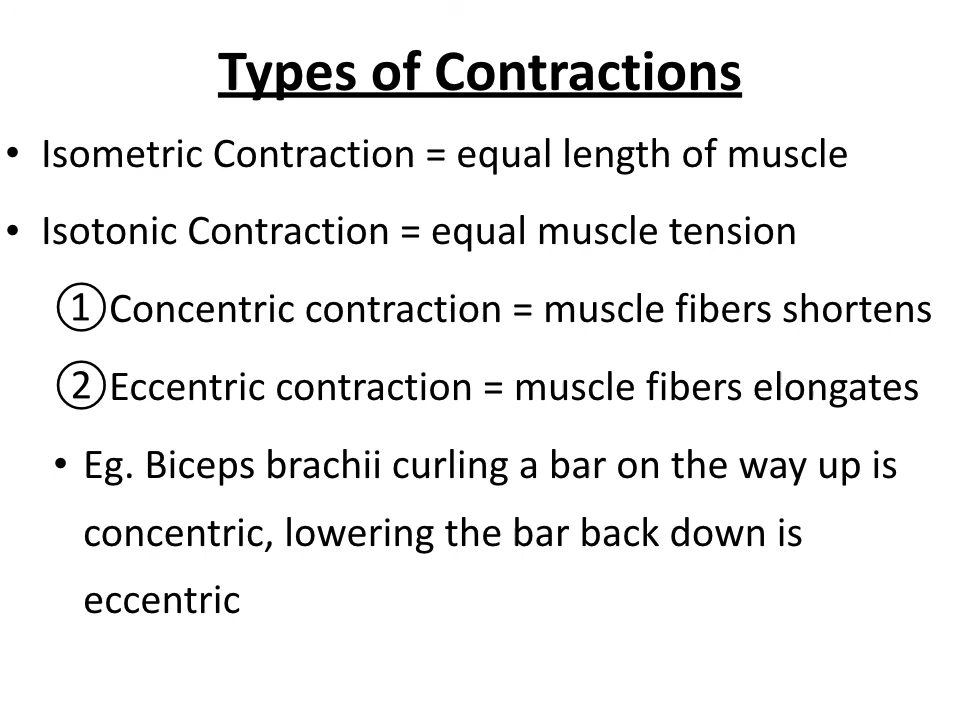 Types of Contractions
• Isometric Contraction = equal length of muscle
• Isotonic Contraction = equal muscle tension
①Concentric contraction = muscle fibers shortens
②Eccentric contraction = muscle fibers elongates
• Eg. Biceps brachii curling a bar on the way up is
concentric, lowering the bar back down is
eccentric